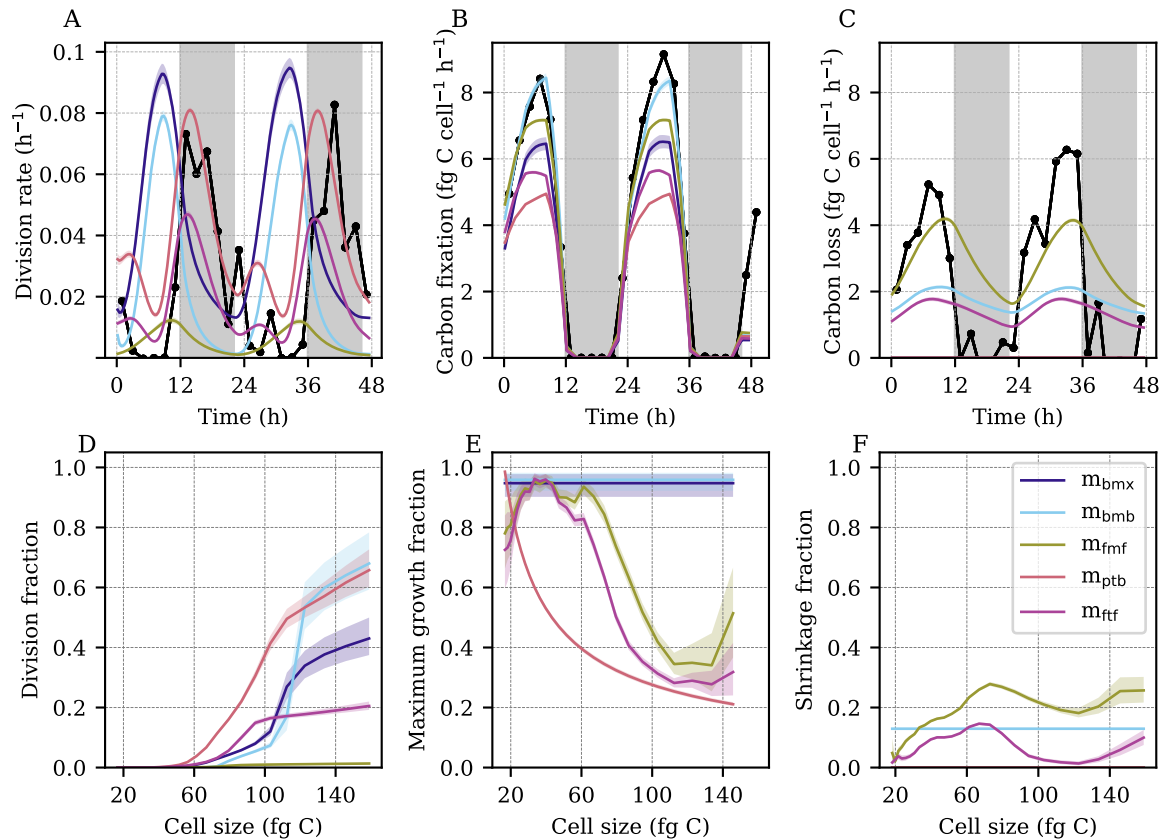 A
B
C
Division rate (h⁻¹)
0.1
0.08
0.06
0.04
0.02
0 12 24 36 48
Time (h)
Carbon fixation (fg C cell⁻¹ h⁻¹)
8
6
4
2
0
0 12 24 36 48
Time (h)
Carbon loss (fg C cell⁻¹ h⁻¹)
8
6
4
2
0
0 12 24 36 48
Time (h)
D
E
F
Division fraction
1.0
0.8
0.6
0.4
0.2
0.0
20 60 100 140
Cell size (fg C)
Maximum growth fraction
1.0
0.8
0.6
0.4
0.2
0.0
20 60 100 140
Cell size (fg C)
Shrinkage fraction
1.0
0.8
0.6
0.4
0.2
0.0
20 60 100 140
Cell size (fg C)
m_bmx
m_bmb
m_fmf
m_ptb
m_ftf